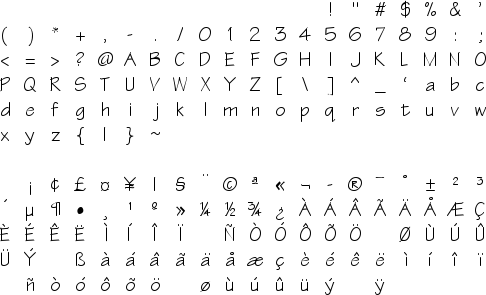 ! " # $ % & '
( ) * + , - . / 0 1 2 3 4 5 6 7 8 9 : ;
< = > ? @ A B C D E F G H I J K L M N O
P Q R S T U V W X Y Z [ \ ] ^ _ ‘ a b c
d e f g h i j k l m n o p q r s t u v w
x y z { | } ~
¡ ¢ £ ¤ ¥ | § ¨ © ª « ¬ - ® ¯ ° ± ² ³
´ µ ¶ • ¸ ¹ º » ¼ ½ ¾ ¿ À Á Â Ã Ä Å Æ Ç
È É Ê Ë Ì Í Î Ï Ñ Ò Ó Ô Õ Ö Ø Ù Ú Û
Ü Ý ß à á â ã ä å æ ç è é ê ë ì í î ï
ñ ò ó ô õ ö ø ù ú û ü ý ÿ